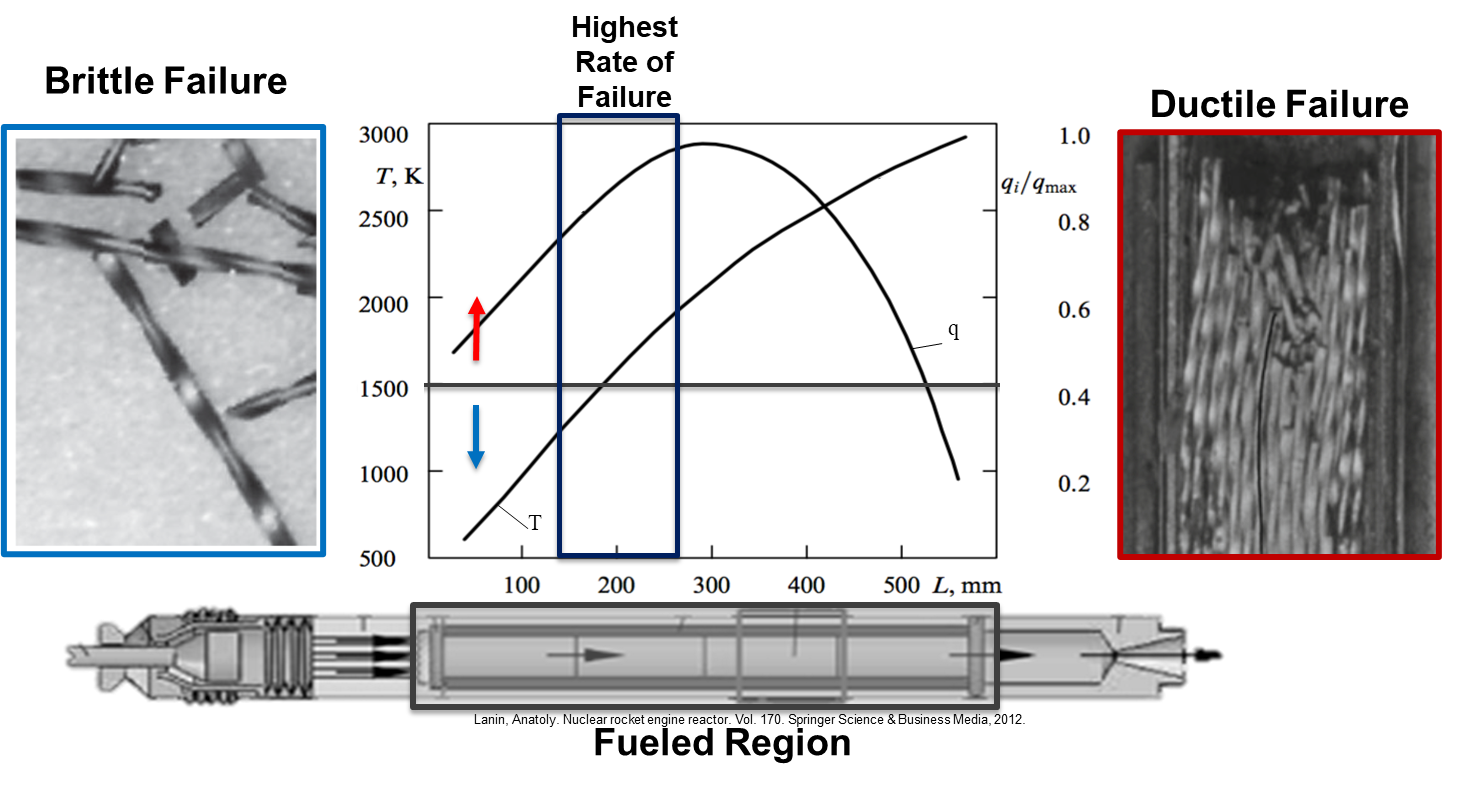 Highest
Rate of
Failure
Brittle Failure
Ductile Failure
3000
T, K
2500
2000
1500
1000
500
1.0
qi/qmax
0.8
0.6
0.4
0.2
q
T
100 200 300 400 500 L, mm
Lanin, Anatoly. Nuclear rocket engine reactor. Vol. 170. Springer Science & Business Media, 2012.
Fueled Region